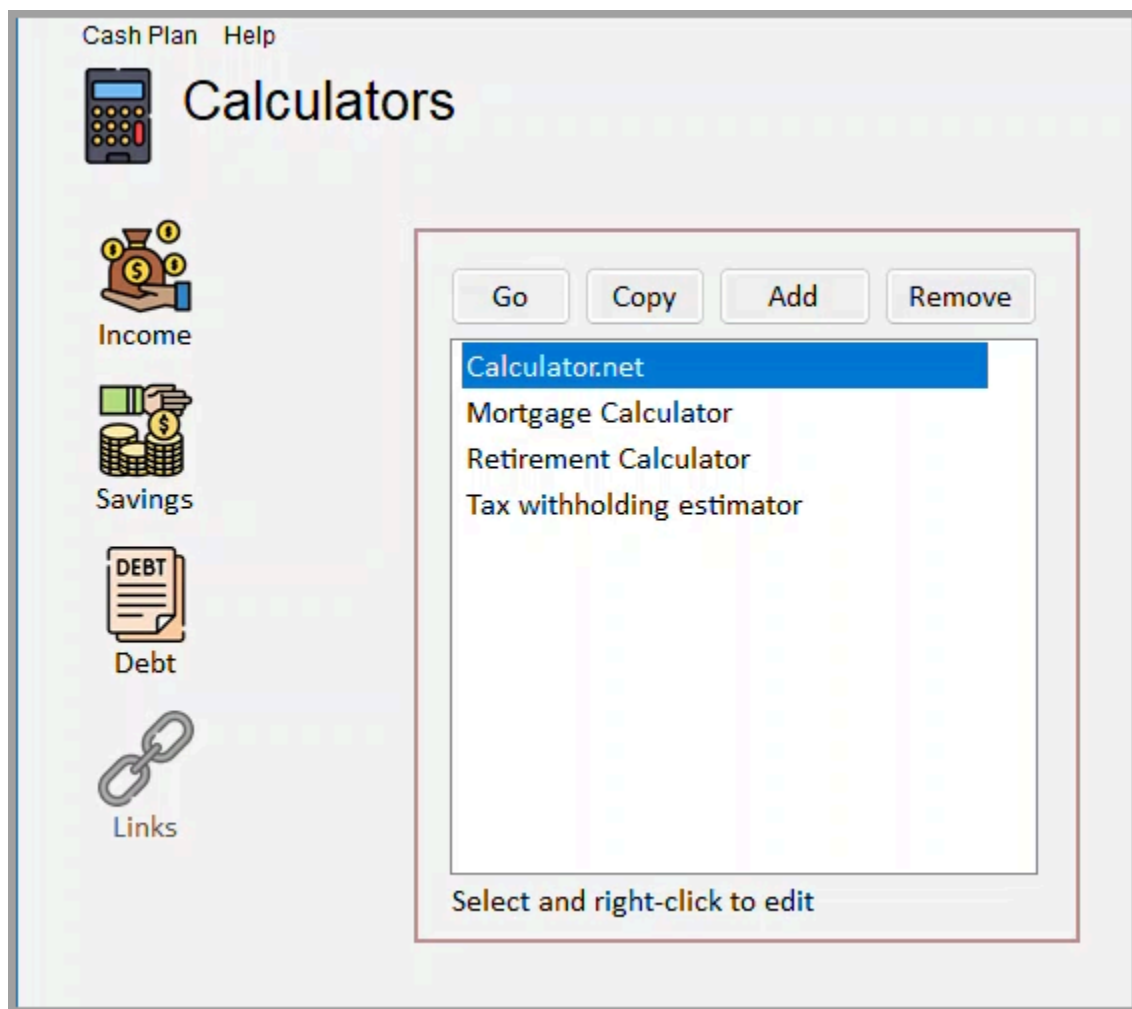 Cash Plan Help
Calculators
Income
Savings
DEBT
Debt
Links
Go Copy Add Remove
Calculator.net
Mortgage Calculator
Retirement Calculator
Tax withholding estimator
Select and right-click to edit